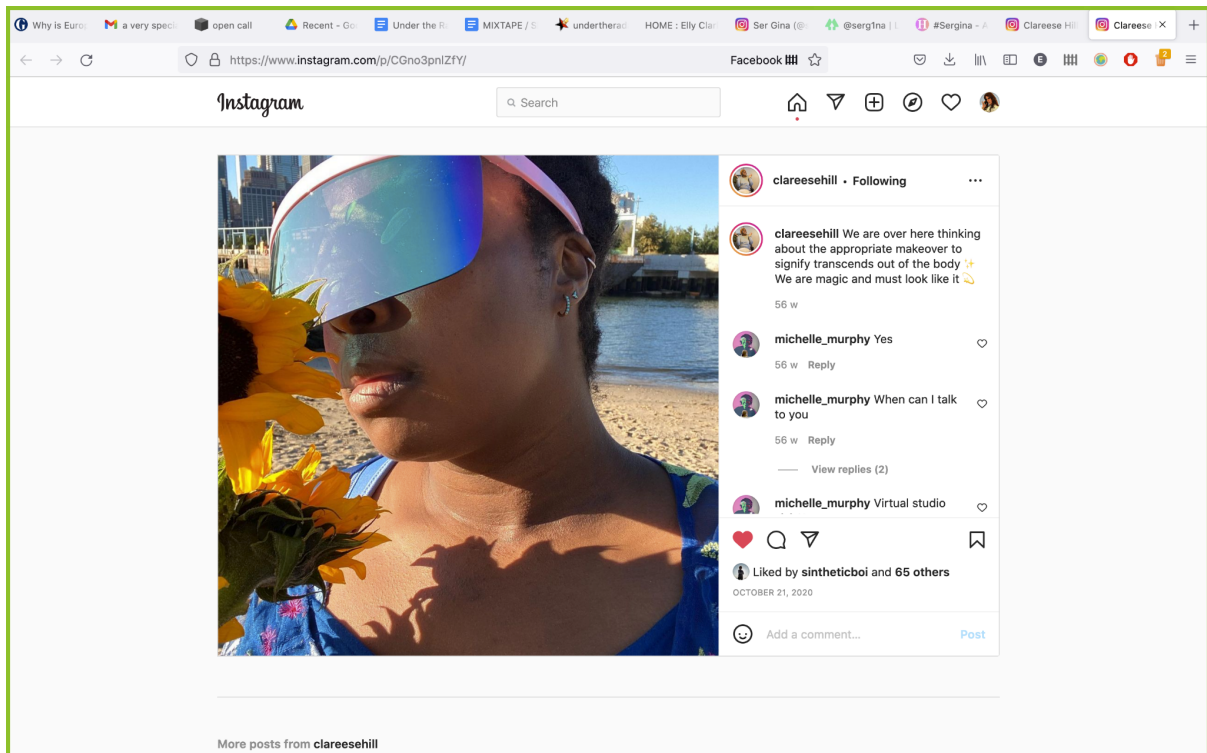 Why is Euro
a very speci
open call
Recent - Go
Under the R
MIXTAPE / S
undertherad
HOME : Elly Clar
Ser Gina (@
@serg1na | L
#Sergina - A
Clareese Hil
Clareese
https://www.instagram.com/p/CGno3pnlZfY/
Facebook
E
2
Instagram
Search
clareesehill • Following
clareesehill We are over here thinking
about the appropriate makeover to
signify transcends out of the body ✨
We are magic and must look like it 💫
56 w
michelle_murphy Yes
56 w Reply
michelle_murphy When can I talk
to you
56 w Reply
View replies (2)
michelle_murphy Virtual studio
Liked by sintheticboi and 65 others
OCTOBER 21, 2020
Add a comment...
Post
More posts from clareesehill